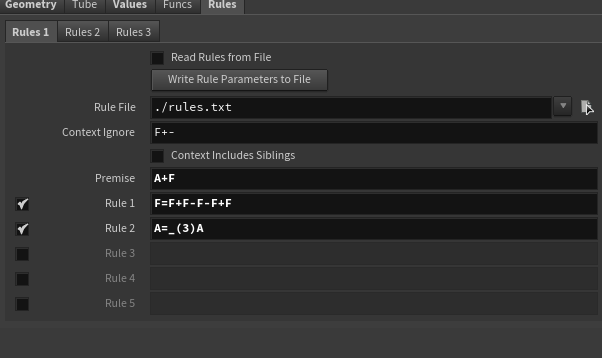 Geometry Tube Values Funcs Rules
Rules 1 Rules 2 Rules 3
Read Rules from File
Write Rule Parameters to File
Rule File ./rules.txt
Context Ignore F+-
Context Includes Siblings
Premise A+F
Rule 1 F=F+F-F-F+F
Rule 2 A=_(3)A
Rule 3
Rule 4
Rule 5